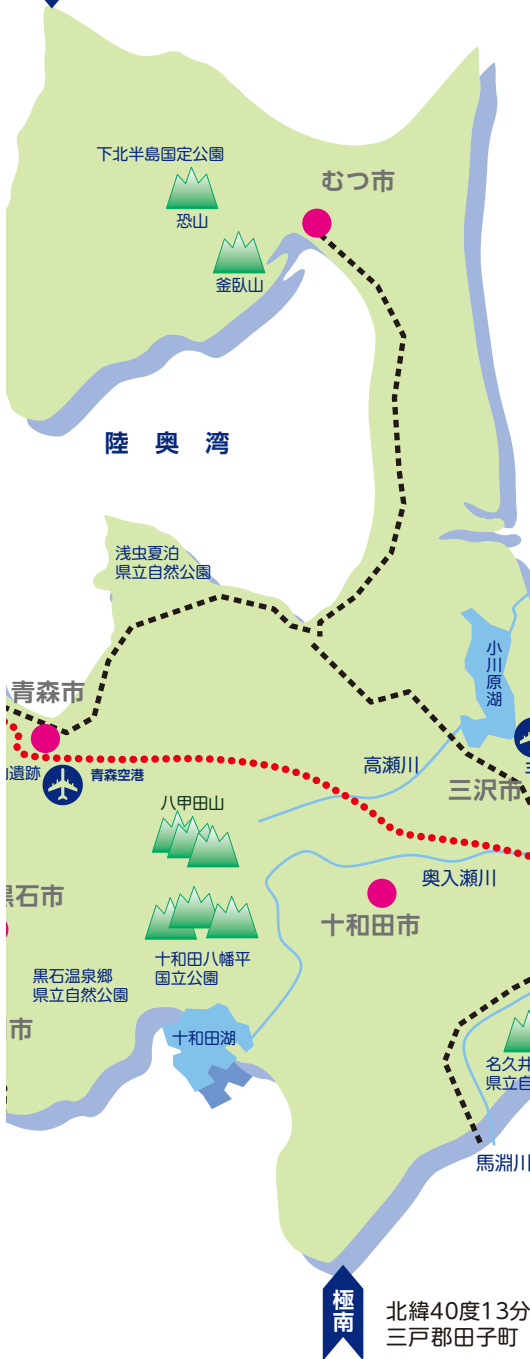 下北半島国定公園
むつ市
恐山
釜臥山
陸奥湾
浅虫夏泊
県立自然公園
小川原湖
青森市
遺跡
青森空港
高瀬川
三沢市
八甲田山
奥入瀬川
黒石市
十和田市
十和田八幡平
国立公園
黒石温泉郷
県立自然公園
市
十和田湖
名久井
県立自
馬淵川
極南
北緯40度13分
三戸郡田子町